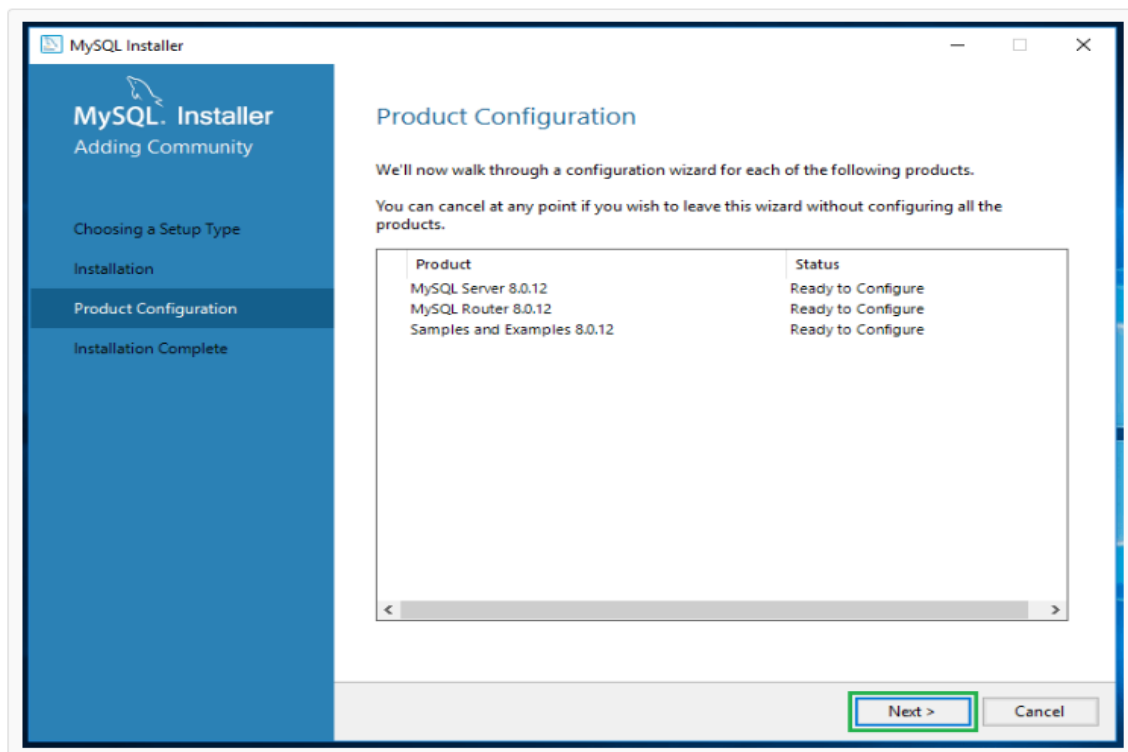 MySQL Installer
MySQL. Installer
Adding Community
Choosing a Setup Type
Installation
Product Configuration
Installation Complete
Product Configuration
We'll now walk through a configuration wizard for each of the following products.
You can cancel at any point if you wish to leave this wizard without configuring all the
products.
Product Status
MySQL Server 8.0.12 Ready to Configure
MySQL Router 8.0.12 Ready to Configure
Samples and Examples 8.0.12 Ready to Configure
Next > Cancel